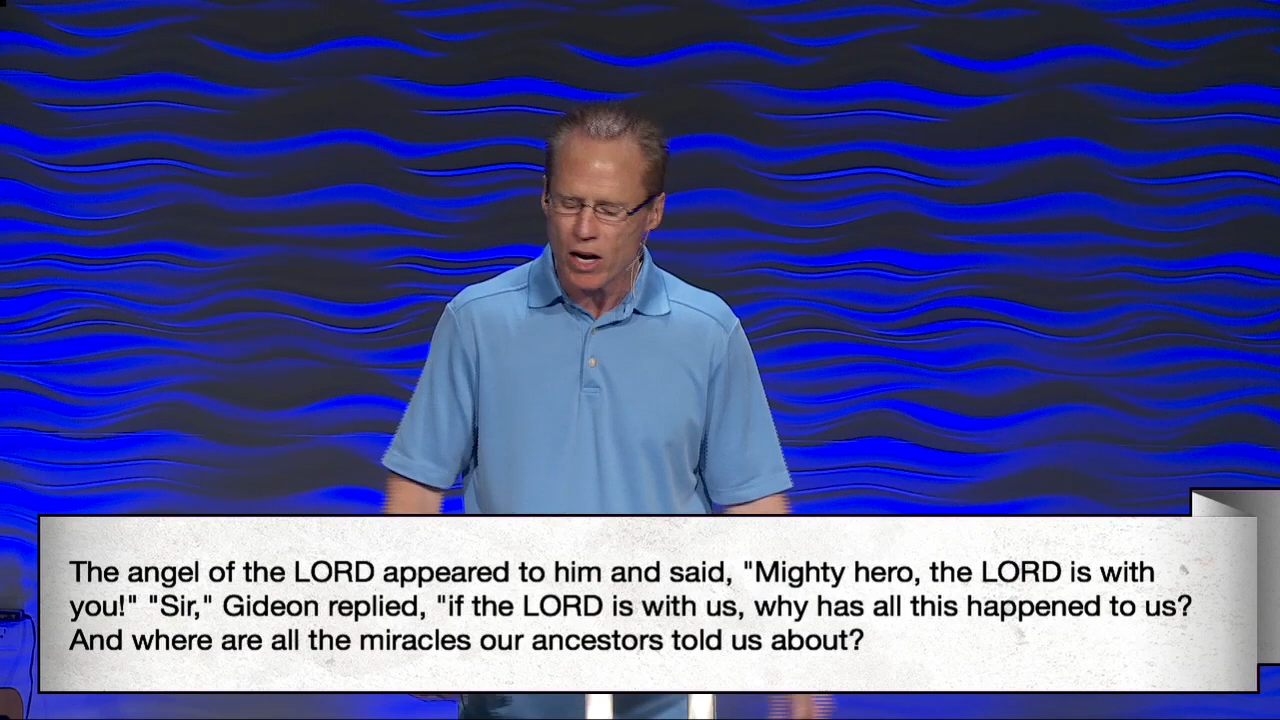 The angel of the LORD appeared to him and said, "Mighty hero, the LORD is with
you!" "Sir," Gideon replied, "if the LORD is with us, why has all this happened to us?
And where are all the miracles our ancestors told us about?